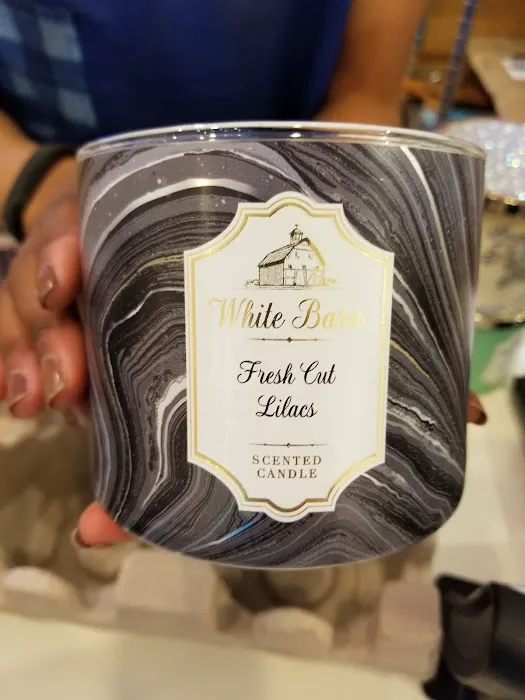 White Barn
Fresh Cut
Lilacs
SCENTED
CANDLE